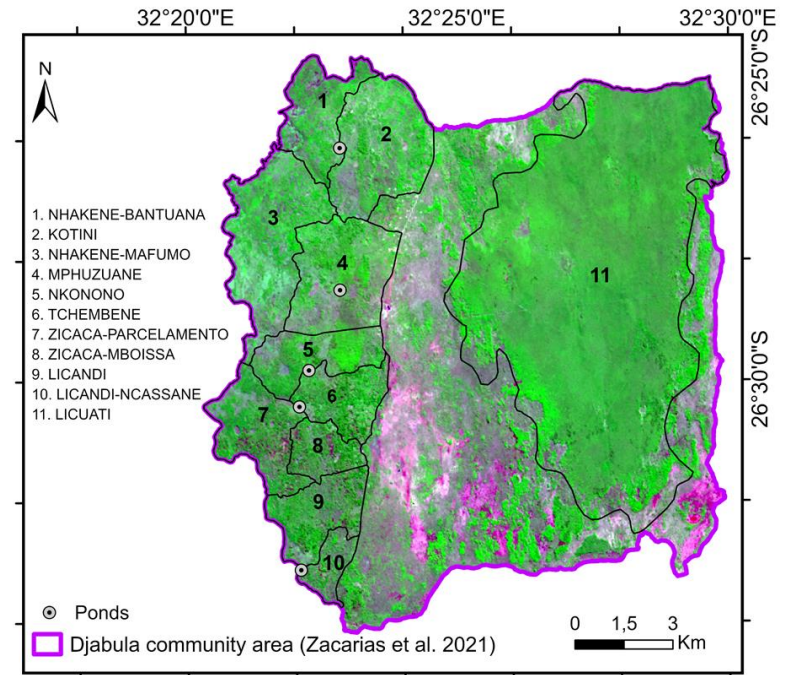 32°20'0"E 32°25'0"E 32°30'0"E
26°25'0"S
N
1
2
3
4
11
1. NHAKENE-BANTUANA
2. KOTINI
3. NHAKENE-MAFUMO
4. MPHUZUANE
5. NKONONO
6. TCHEMBENE
7. ZICACA-PARCELAMENTO
8. ZICACA-MBOISSA
9. LICANDI
10. LICANDI-NCASSANE
11. LICUATI
5
6
7
8
9
10
26°30'0"S
Ponds
Djabula community area (Zacarias et al. 2021)
0 1,5 3
Km